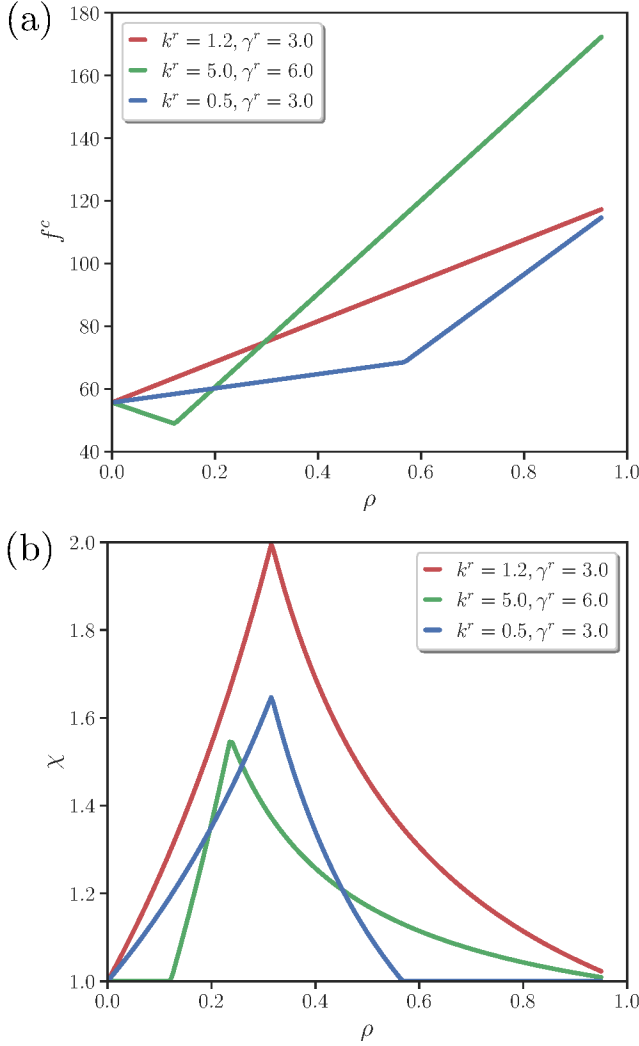 (a)
180
160
140
120
100
80
60
40
f^c
k^r = 1.2, γ^r = 3.0
k^r = 5.0, γ^r = 6.0
k^r = 0.5, γ^r = 3.0
0.0 0.2 0.4 0.6 0.8 1.0
ρ
(b)
2.0
1.8
1.6
1.4
1.2
1.0
χ
k^r = 1.2, γ^r = 3.0
k^r = 5.0, γ^r = 6.0
k^r = 0.5, γ^r = 3.0
0.0 0.2 0.4 0.6 0.8 1.0
ρ